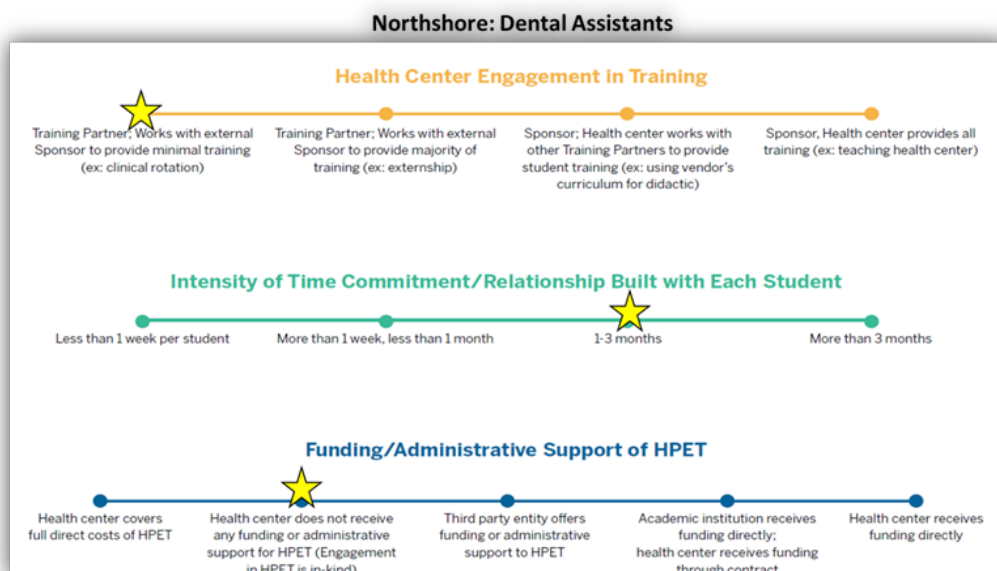 Northshore: Dental Assistants
Health Center Engagement in Training
Training Partner; Works with external
Sponsor to provide minimal training
(ex: clinical rotation)
Training Partner; Works with external
Sponsor to provide majority of
training (ex: externship)
Sponsor; Health center works with
other Training Partners to provide
student training (ex: using vendor's
curriculum for didactic)
Sponsor, Health center provides all
training (ex: teaching health center)
Intensity of Time Commitment/Relationship Built with Each Student
Less than 1 week per student
More than 1 week, less than 1 month
1-3 months
More than 3 months
Funding/Administrative Support of HPET
Health center covers
full direct costs of HPET
Health center does not receive
any funding or administrative
support for HPET (Engagement
in HPET is in-kind)
Third party entity offers
funding or administrative
support to HPET
Academic institution receives
funding directly;
health center receives funding
through contract
Health center receives
funding directly